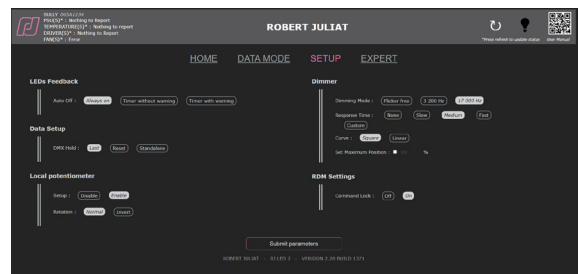 TULLY
PSU(S)* : Nothing to Report
TEMPERATURE(S)* : Nothing to report
DRIVER(S)* : Nothing to Report
FAN(S)* : Error
ROBERT JULIAT
*Press refresh to update status
User Manual
HOME DATA MODE SETUP EXPERT
LEDs Feedback
Auto Off : Always on Timer without warning Timer with warning
Data Setup
DMX Hold : Last Reset Standalone
Local potentiometer
Setup : Disable Enable
Rotation : Normal Invert
Dimmer
Dimming Mode : Flicker free 3 200 Hz 17 000 Hz
Response Time : None Slow Medium Fast
Custom
Curve : Square Linear
Set Maximum Position : %
RDM Settings
Command Lock : Off On
Submit parameters
ROBERT JULIAT - VERSION 2.20 BUILD 1371